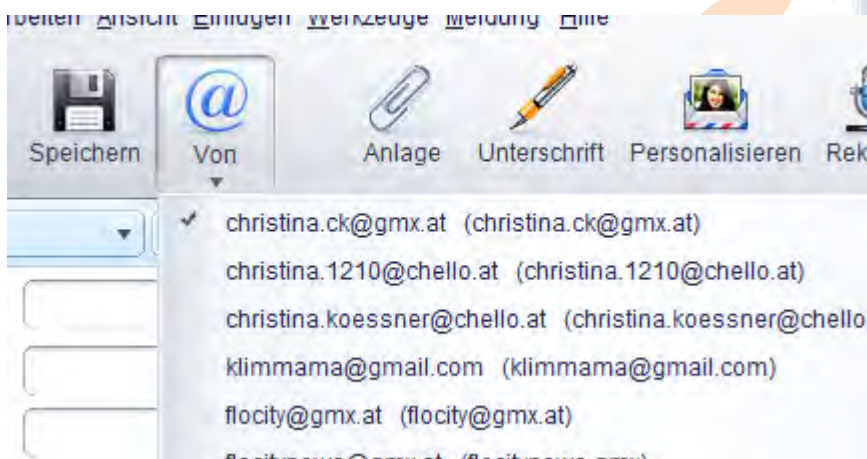 rbeiten Ansicht Einfügen Werkzeuge Meldung Hilfe
Speichern Von Anlage Unterschrift Personalisieren Rek
christina.ck@gmx.at (christina.ck@gmx.at)
christina.1210@chello.at (christina.1210@chello.at)
christina.koessner@chello.at (christina.koessner@chello
klimmama@gmail.com (klimmama@gmail.com)
flocity@gmx.at (flocity@gmx.at)